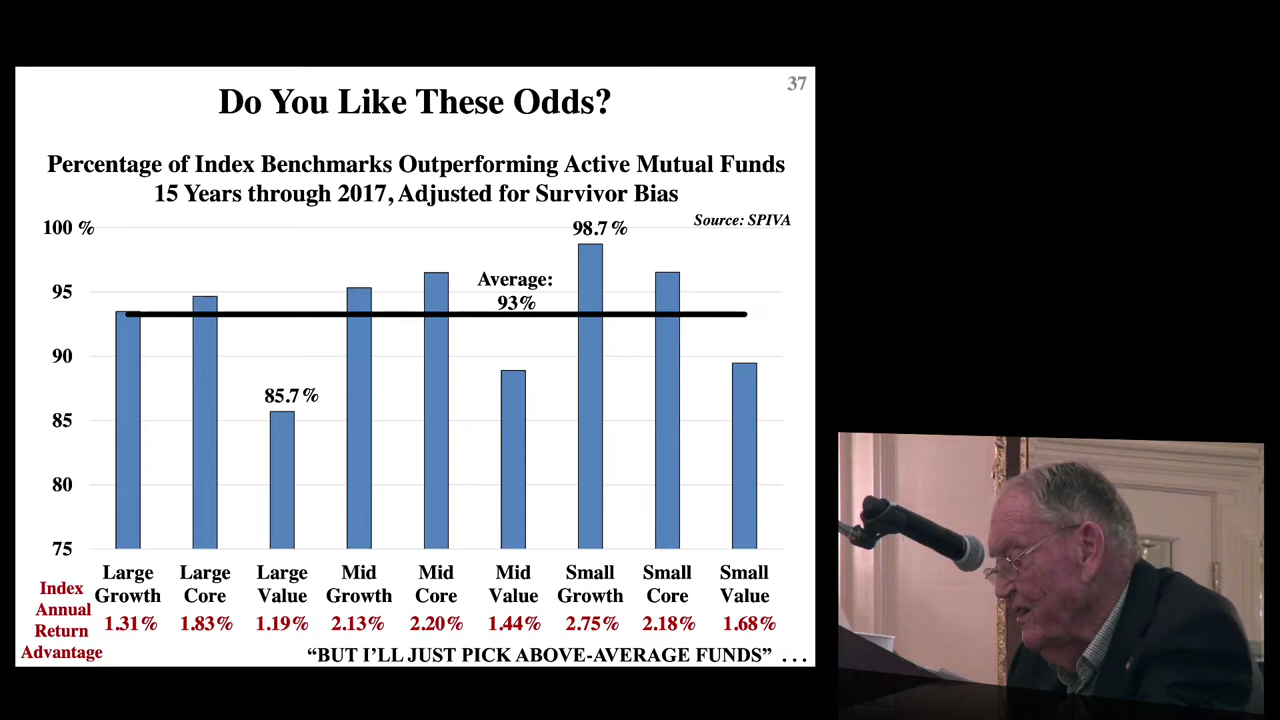 37
Do You Like These Odds?
Percentage of Index Benchmarks Outperforming Active Mutual Funds
15 Years through 2017, Adjusted for Survivor Bias
Source: SPIVA
100 %
95
90
85
80
75
98.7%
Average:
93%
85.7%
Large Growth
Large Core
Large Value
Mid Growth
Mid Core
Mid Value
Small Growth
Small Core
Small Value
Index
Annual
Return
Advantage
1.31% 1.83% 1.19% 2.13% 2.20% 1.44% 2.75% 2.18% 1.68%
“BUT I’LL JUST PICK ABOVE-AVERAGE FUNDS” . . .